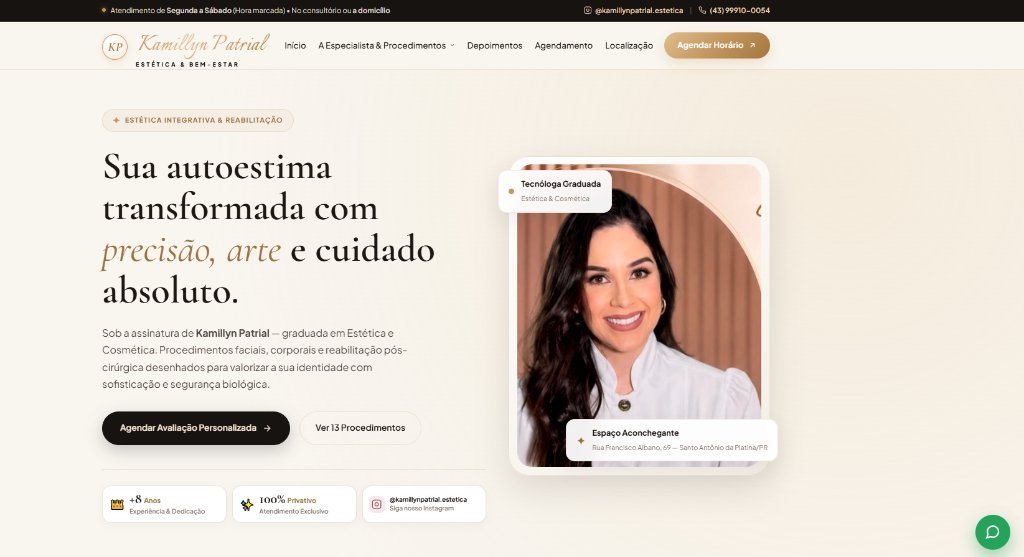 Atendimento de Segunda a Sábado (Hora marcada) • No consultório ou a domicílio
@kamillynpatrial.estetica | (43) 99910-0054
KP Kamillyn Patrial
ESTÉTICA & BEM-ESTAR
Início A Especialista & Procedimentos Depoimentos Agendamento Localização Agendar Horário
ESTÉTICA INTEGRATIVA & REABILITAÇÃO
Sua autoestima
transformada com
precisão, arte e cuidado
absoluto.
Sob a assinatura de Kamillyn Patrial — graduada em Estética e
Cosmética. Procedimentos faciais, corporais e reabilitação pós-
cirúrgica desenhados para valorizar a sua identidade com
sofisticação e segurança biológica.
Agendar Avaliação Personalizada
Ver 13 Procedimentos
+8 Anos
Experiência & Dedicação
100% Privativo
Atendimento Exclusivo
@kamillynpatrial.estetica
Siga nosso Instagram
Tecnóloga Graduada
Estética & Cosmética
Espaço Aconchegante
Rua Francisco Albano, 69 — Santo Antônio da Platina/PR